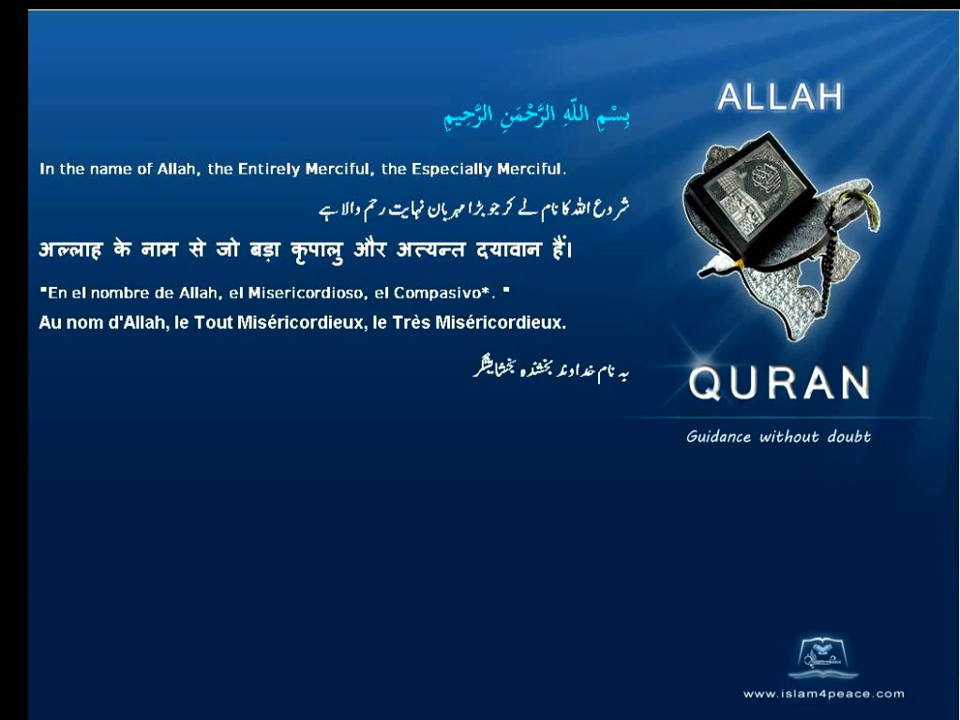 بِسْمِ اللّهِ الرَّحْمَنِ الرَّحِيمِ
In the name of Allah, the Entirely Merciful, the Especially Merciful.
شروع الله کا نام لے کر جو بڑا مہربان نہایت رحم والا ہے
अल्लाह के नाम से जो बड़ा कृपालु और अत्यन्त दयावान हैं।
"En el nombre de Allah, el Misericordioso, el Compasivo*. "
Au nom d'Allah, le Tout Miséricordieux, le Très Miséricordieux.
به نام خداوند بخشنده بخشایشگر
ALLAH
QURAN
Guidance without doubt
www.islam4peace.com